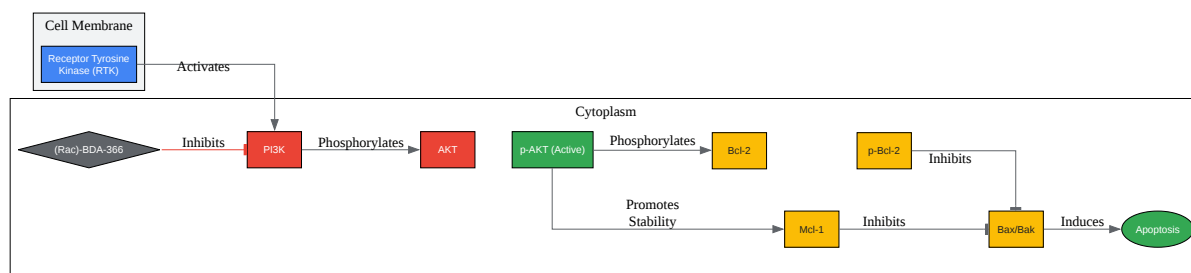 Cell Membrane
Receptor Tyrosine
Kinase (RTK)
Activates
Cytoplasm
(Rac)-BDA-366
Inhibits
PI3K
Phosphorylates
AKT
p-AKT (Active)
Phosphorylates
Bcl-2
p-Bcl-2
Inhibits
Promotes
Stability
Mcl-1
Inhibits
Bax/Bak
Induces
Apoptosis